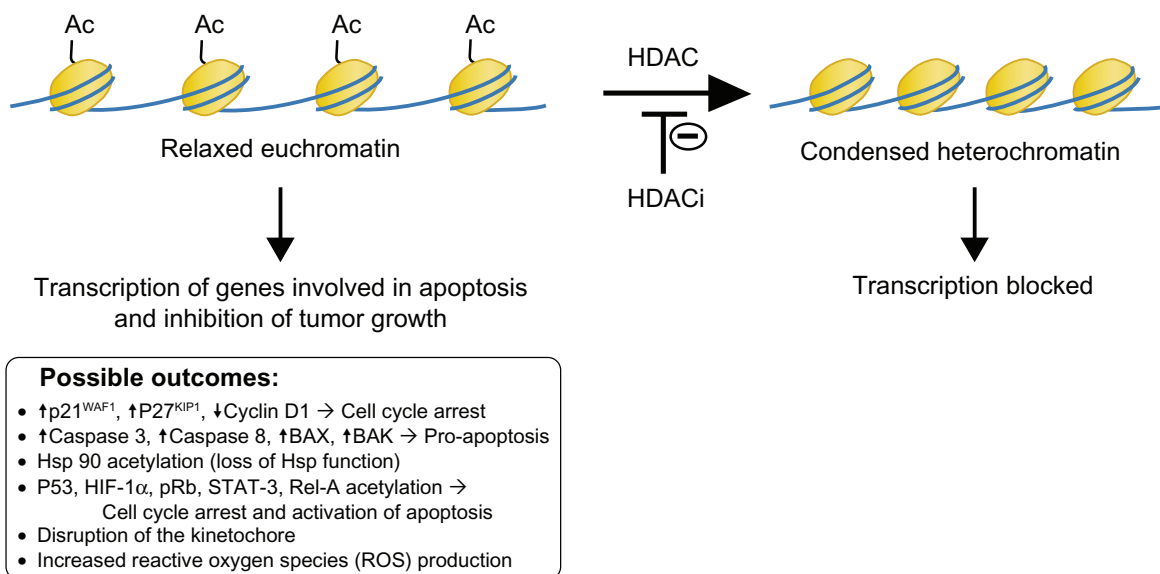 Ac Ac Ac Ac
HDAC
Relaxed euchromatin
Condensed heterochromatin
HDACi
Transcription of genes involved in apoptosis
and inhibition of tumor growth
Transcription blocked
Possible outcomes:
• ↑p21WAF1, ↑P27KIP1, ↓Cyclin D1 → Cell cycle arrest
• ↑Caspase 3, ↑Caspase 8, ↑BAX, ↑BAK → Pro-apoptosis
• Hsp 90 acetylation (loss of Hsp function)
• P53, HIF-1α, pRb, STAT-3, Rel-A acetylation →
Cell cycle arrest and activation of apoptosis
• Disruption of the kinetochore
• Increased reactive oxygen species (ROS) production